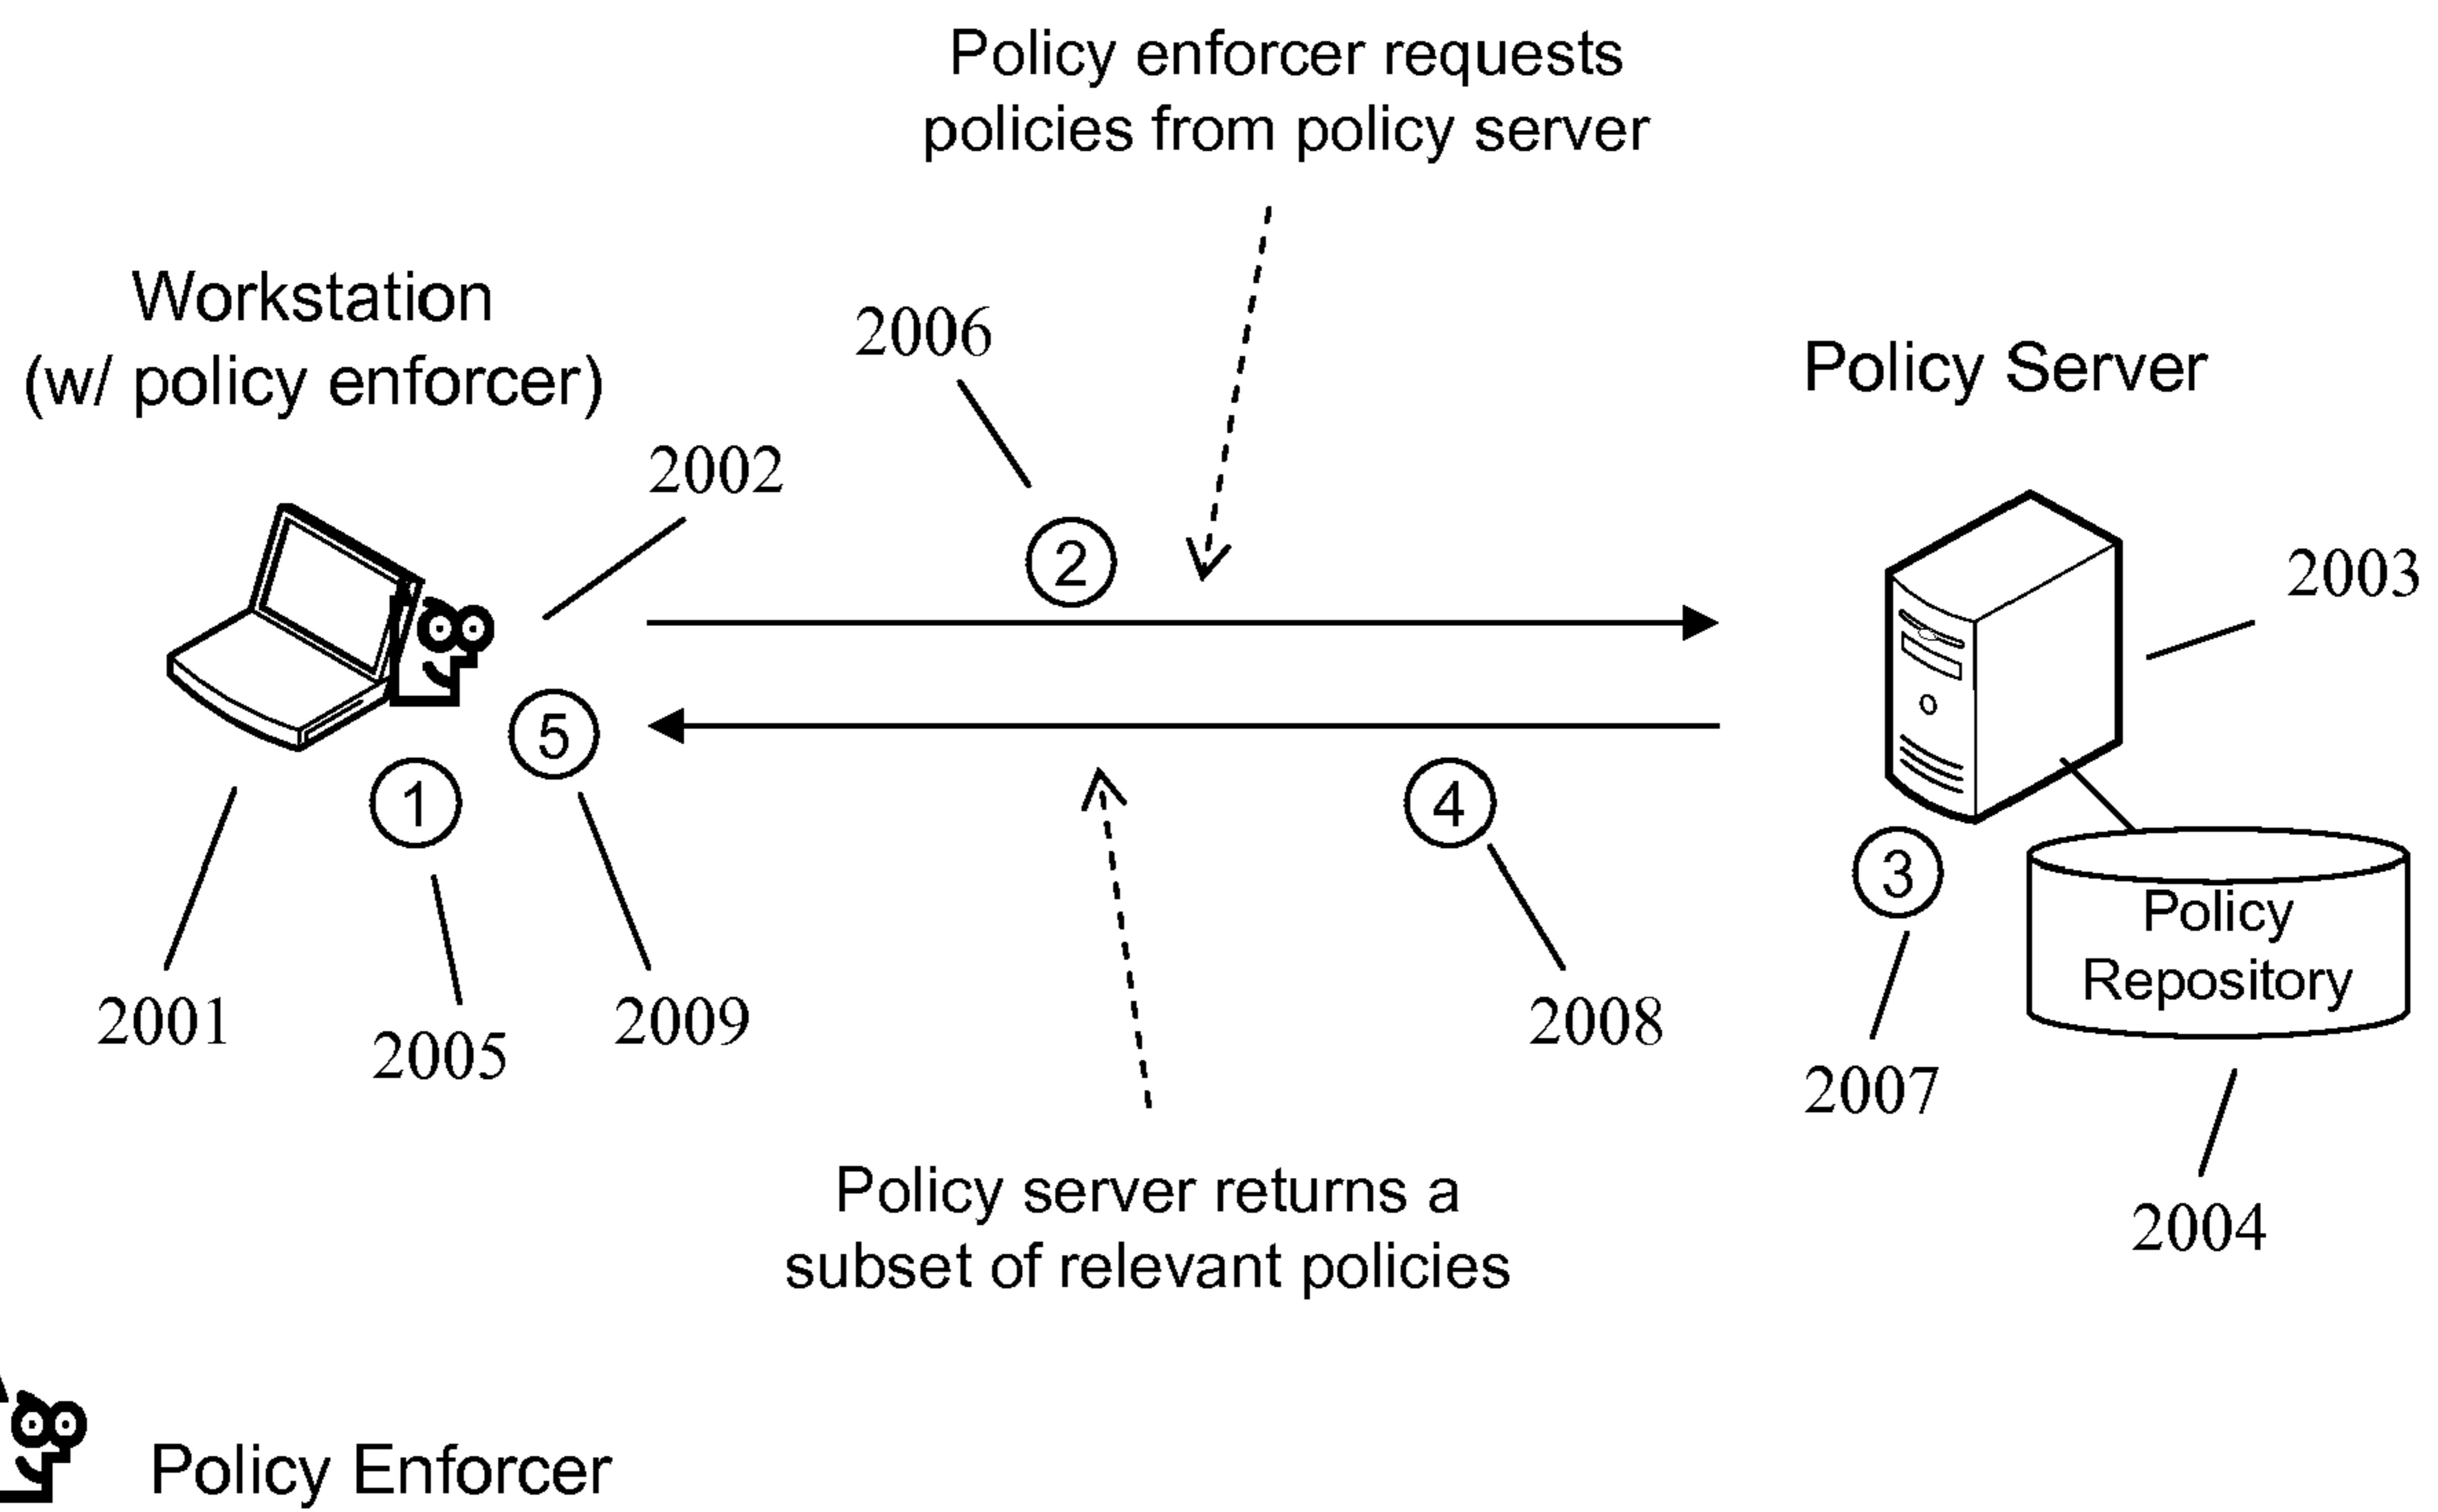 Policy enforcer requests
policies from policy server
Workstation
(w/ policy enforcer)
2006
Policy Server
2002
2
2003
5
1
4
3
Policy
Repository
2001
2005
2009
2008
2007
2004
Policy server returns a
subset of relevant policies
Policy Enforcer